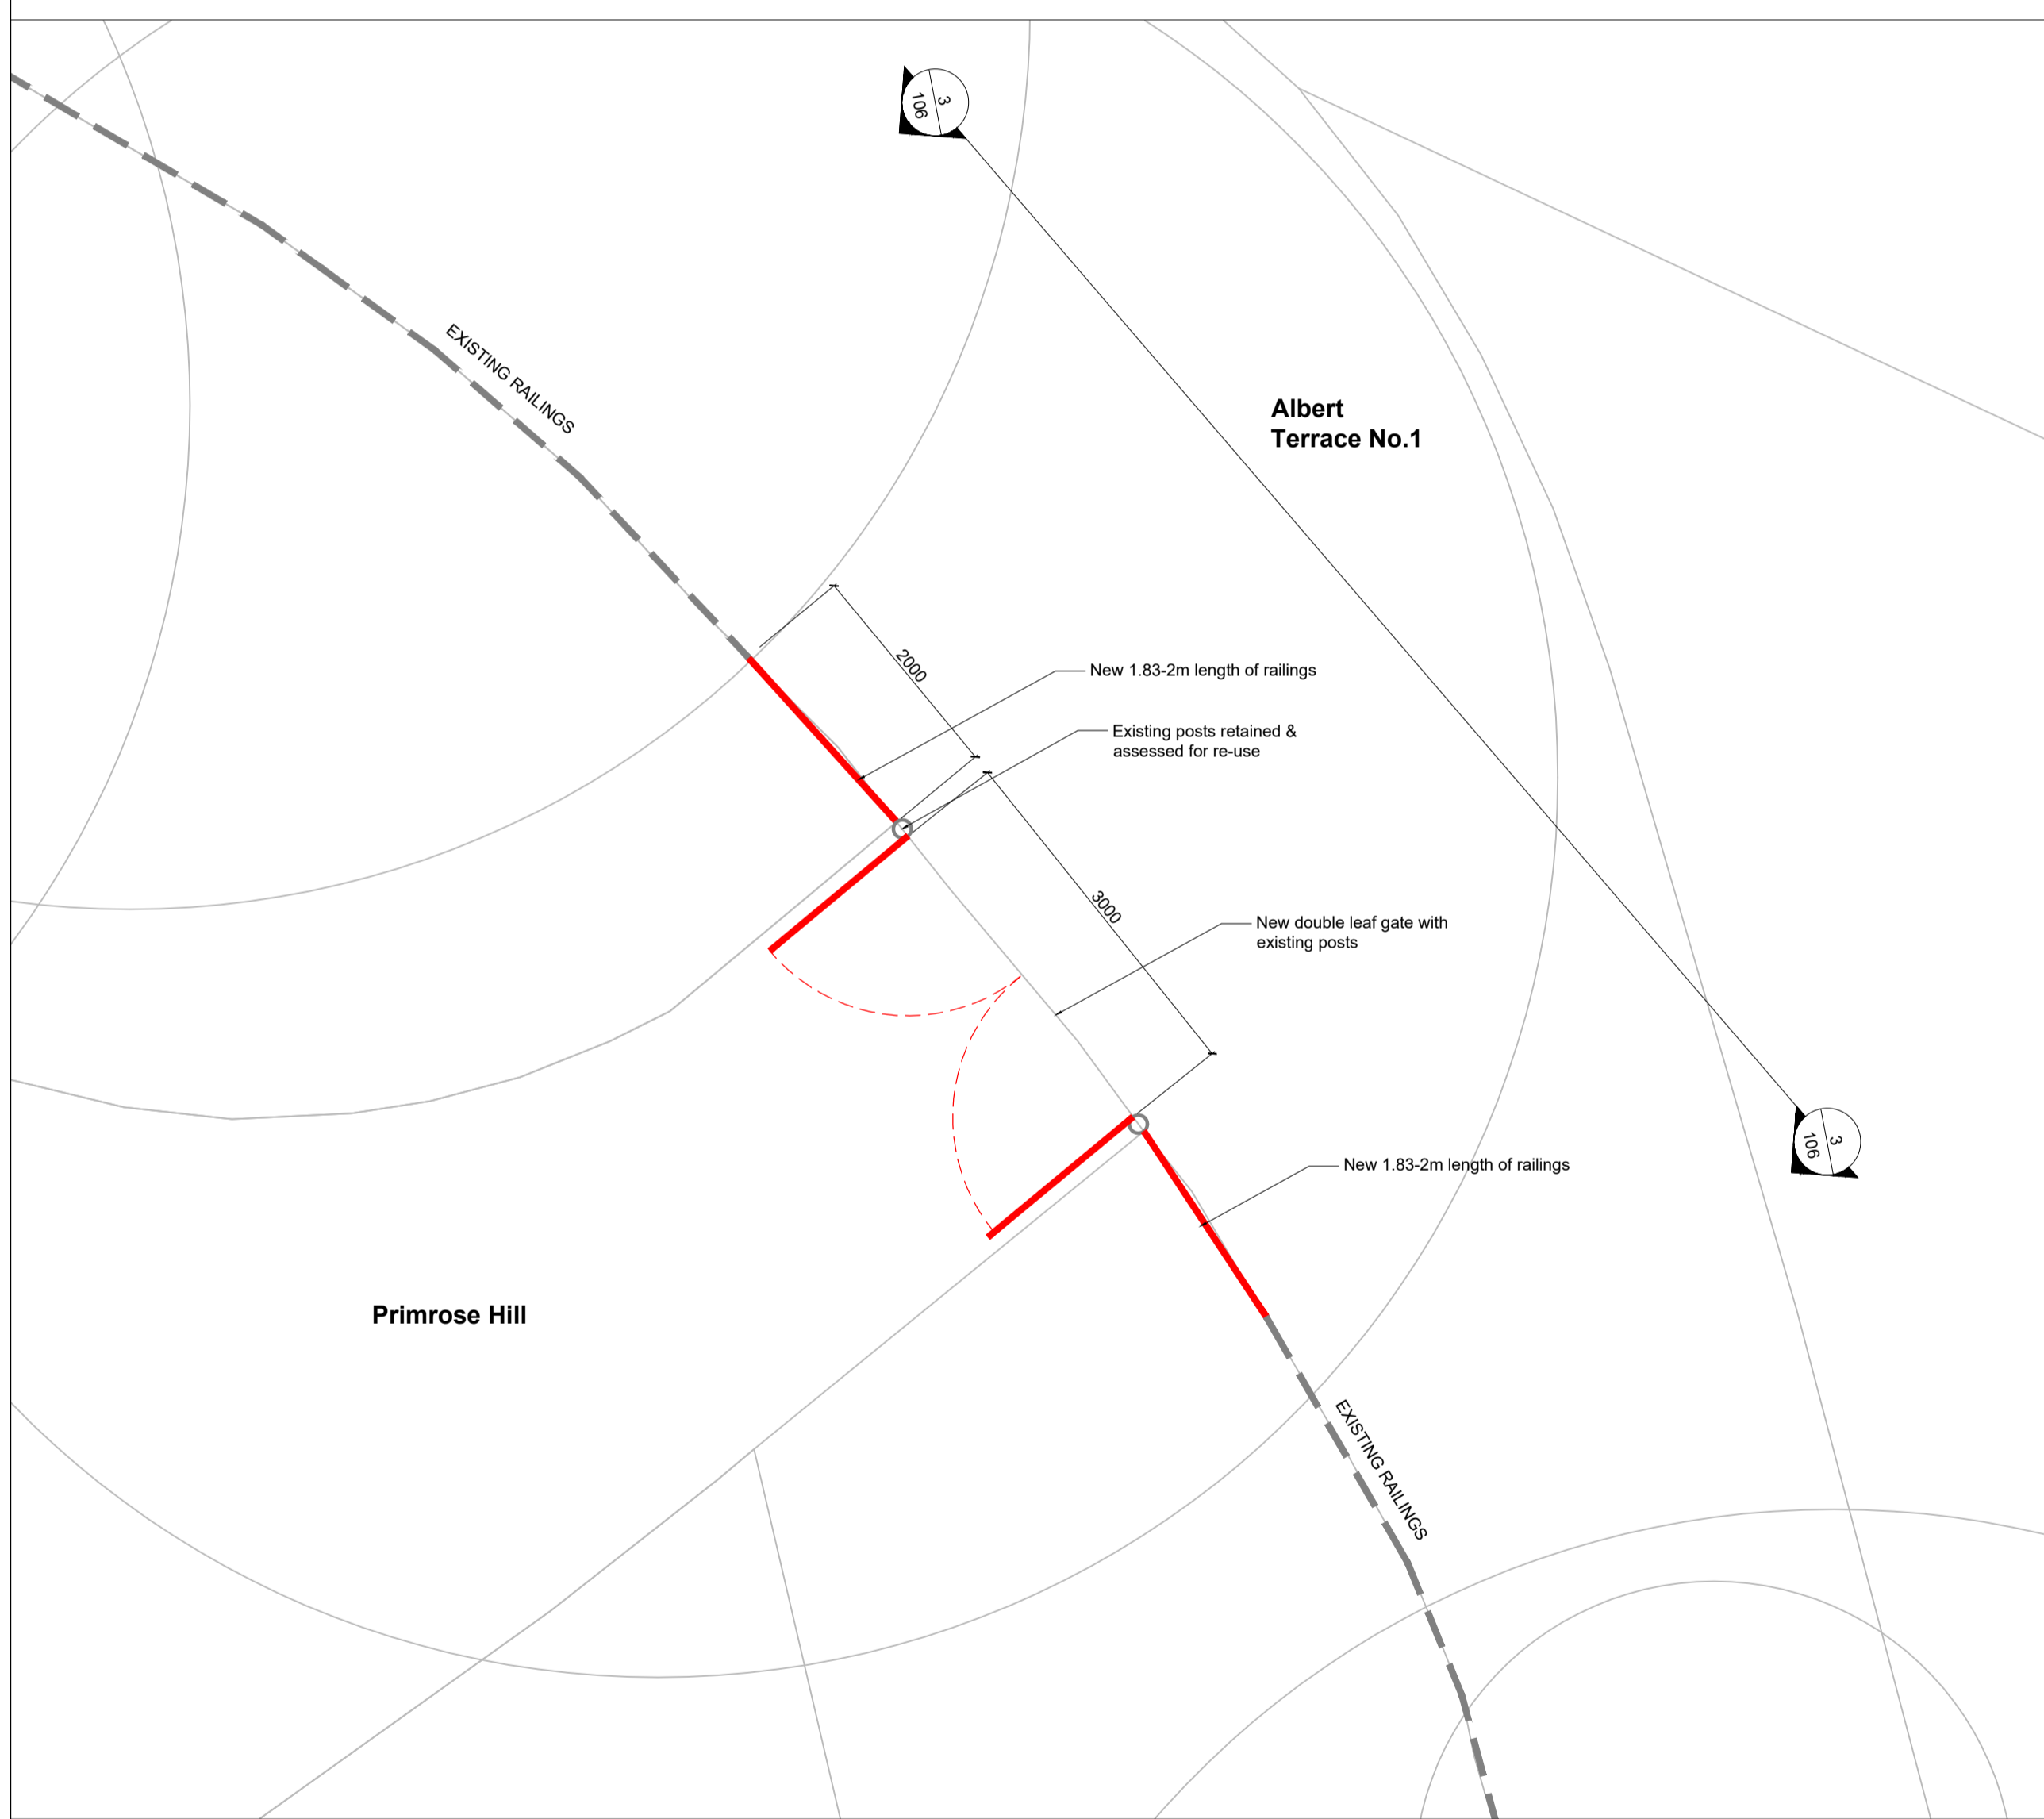 3
106
EXISTING RAILINGS
Albert
Terrace No.1
2000
New 1.83-2m length of railings
Existing posts retained &
assessed for re-use
3000
New double leaf gate with
existing posts
3
106
New 1.83-2m length of railings
Primrose Hill
EXISTING RAILINGS